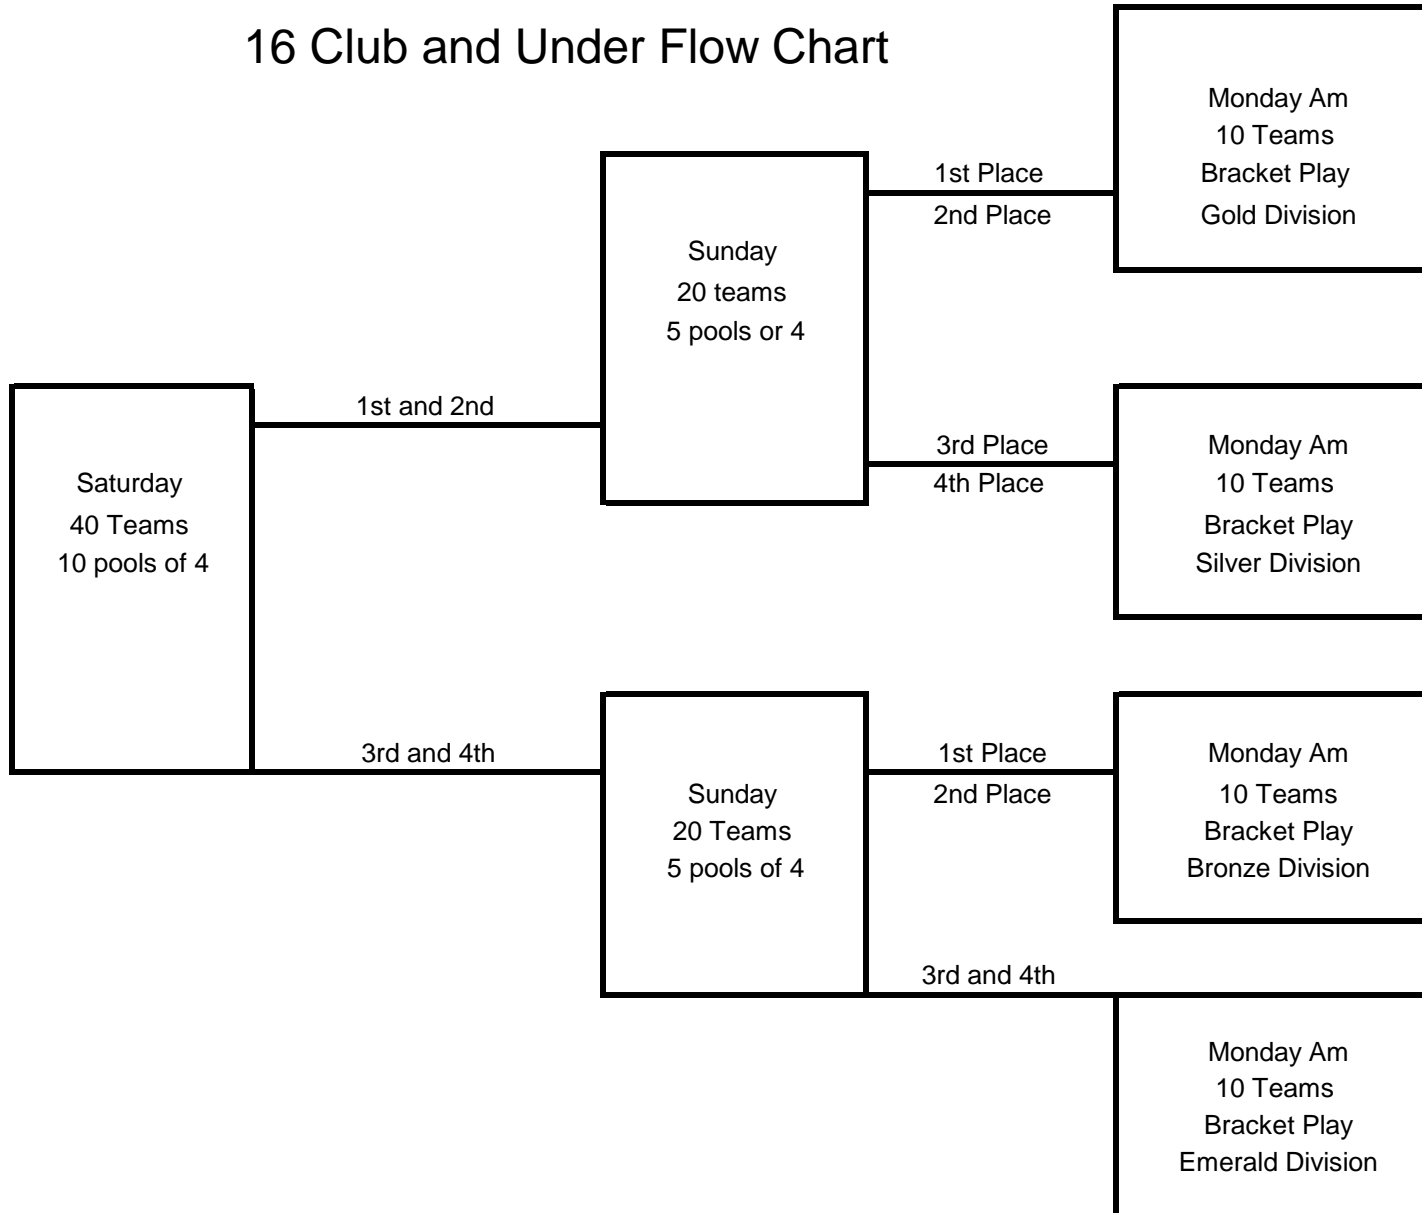 16 Club and Under Flow Chart
Monday Am
10 Teams
Bracket Play
Gold Division
1st Place
2nd Place
Sunday
20 teams
5 pools or 4
1st and 2nd
3rd Place
4th Place
Monday Am
10 Teams
Bracket Play
Silver Division
Saturday
40 Teams
10 pools of 4
3rd and 4th
Sunday
20 Teams
5 pools of 4
1st Place
2nd Place
Monday Am
10 Teams
Bracket Play
Bronze Division
3rd and 4th
Monday Am
10 Teams
Bracket Play
Emerald Division